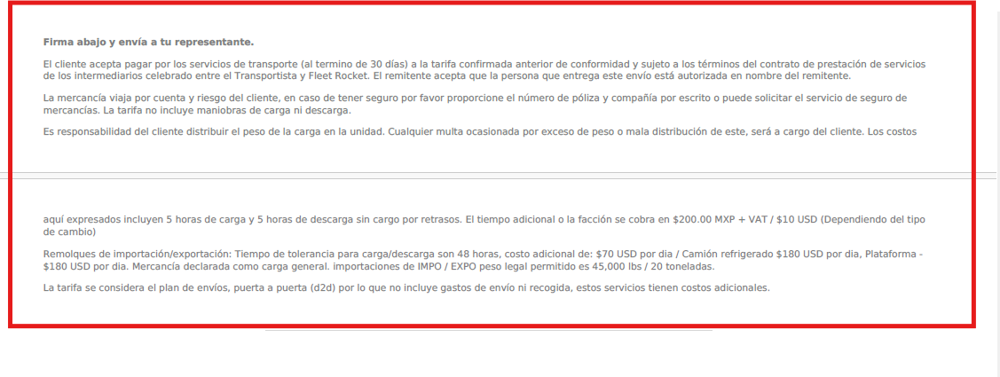 Firma abajo y envía a tu representante.
El cliente acepta pagar por los servicios de transporte (al termino de 30 días) a la tarifa confirmada anterior de conformidad y sujeto a los términos del contrato de prestación de servicios
de los intermediarios celebrado entre el Transportista y Fleet Rocket. El remitente acepta que la persona que entrega este envío está autorizada en nombre del remitente.
La mercancía viaja por cuenta y riesgo del cliente, en caso de tener seguro por favor proporcione el número de póliza y compañía por escrito o puede solicitar el servicio de seguro de
mercancías. La tarifa no incluye maniobras de carga ni descarga.
Es responsabilidad del cliente distribuir el peso de la carga en la unidad. Cualquier multa ocasionada por exceso de peso o mala distribución de este, será a cargo del cliente. Los costos
aquí expresados incluyen 5 horas de carga y 5 horas de descarga sin cargo por retrasos. El tiempo adicional o la facción se cobra en $200.00 MXP + VAT / $10 USD (Dependiendo del tipo
de cambio)
Remolques de importación/exportación: Tiempo de tolerancia para carga/descarga son 48 horas, costo adicional de: $70 USD por dia / Camión refrigerado $180 USD por dia, Plataforma -
$180 USD por dia. Mercancía declarada como carga general. importaciones de IMPO / EXPO peso legal permitido es 45,000 lbs / 20 toneladas.
La tarifa se considera el plan de envíos, puerta a puerta (d2d) por lo que no incluye gastos de envío ni recogida, estos servicios tienen costos adicionales.